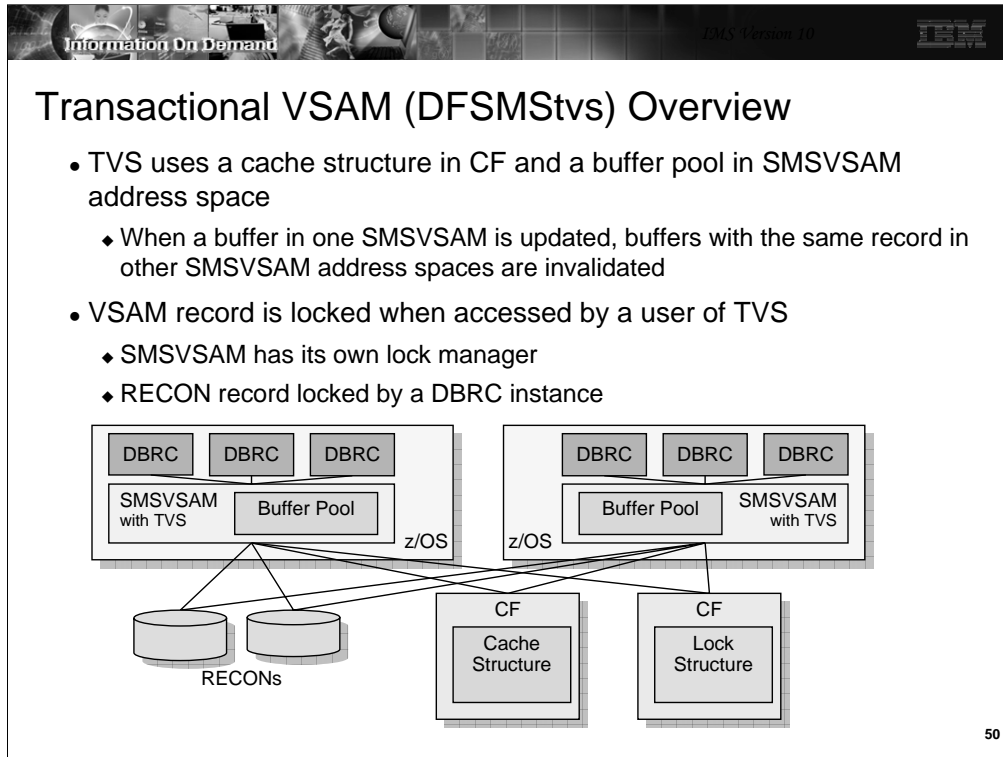 Information On Demand
IMS Version 10
IBM
Transactional VSAM (DFSMStvs) Overview
• TVS uses a cache structure in CF and a buffer pool in SMSVSAM
address space
◆ When a buffer in one SMSVSAM is updated, buffers with the same record in
other SMSVSAM address spaces are invalidated
• VSAM record is locked when accessed by a user of TVS
◆ SMSVSAM has its own lock manager
◆ RECON record locked by a DBRC instance
DBRC DBRC DBRC
SMSVSAM
with TVS
Buffer Pool
z/OS
DBRC DBRC DBRC
Buffer Pool
SMSVSAM
with TVS
z/OS
RECONs
CF
Cache
Structure
CF
Lock
Structure
50